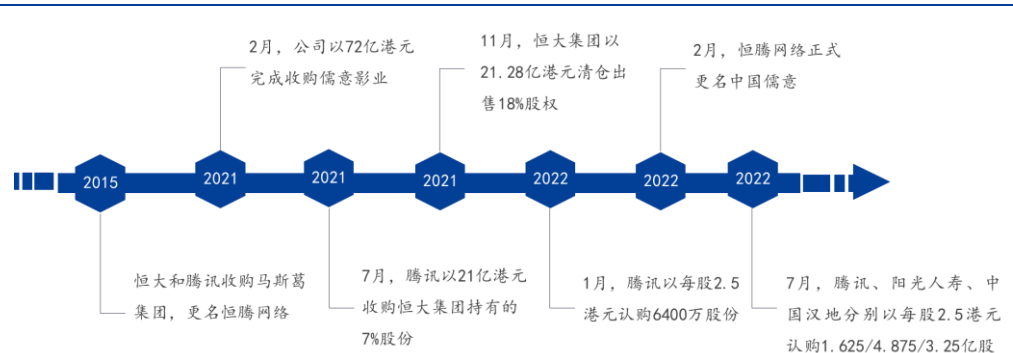 2月，公司以72亿港元
完成收购儒意影业
11月，恒大集团以
21.28亿港元清仓出
售18%股权
2月，恒腾网络正式
更名中国儒意
2015
2021
2021
2021
2022
2022
2022
恒大和腾讯收购马斯葛
集团，更名恒腾网络
7月，腾讯以21亿港元
收购恒大集团持有的
7%股份
1月，腾讯以每股2.5
港元认购6400万股份
7月，腾讯、阳光人寿、中
国汉地分别以每股2.5港元
认购1.625/4.875/3.25亿股